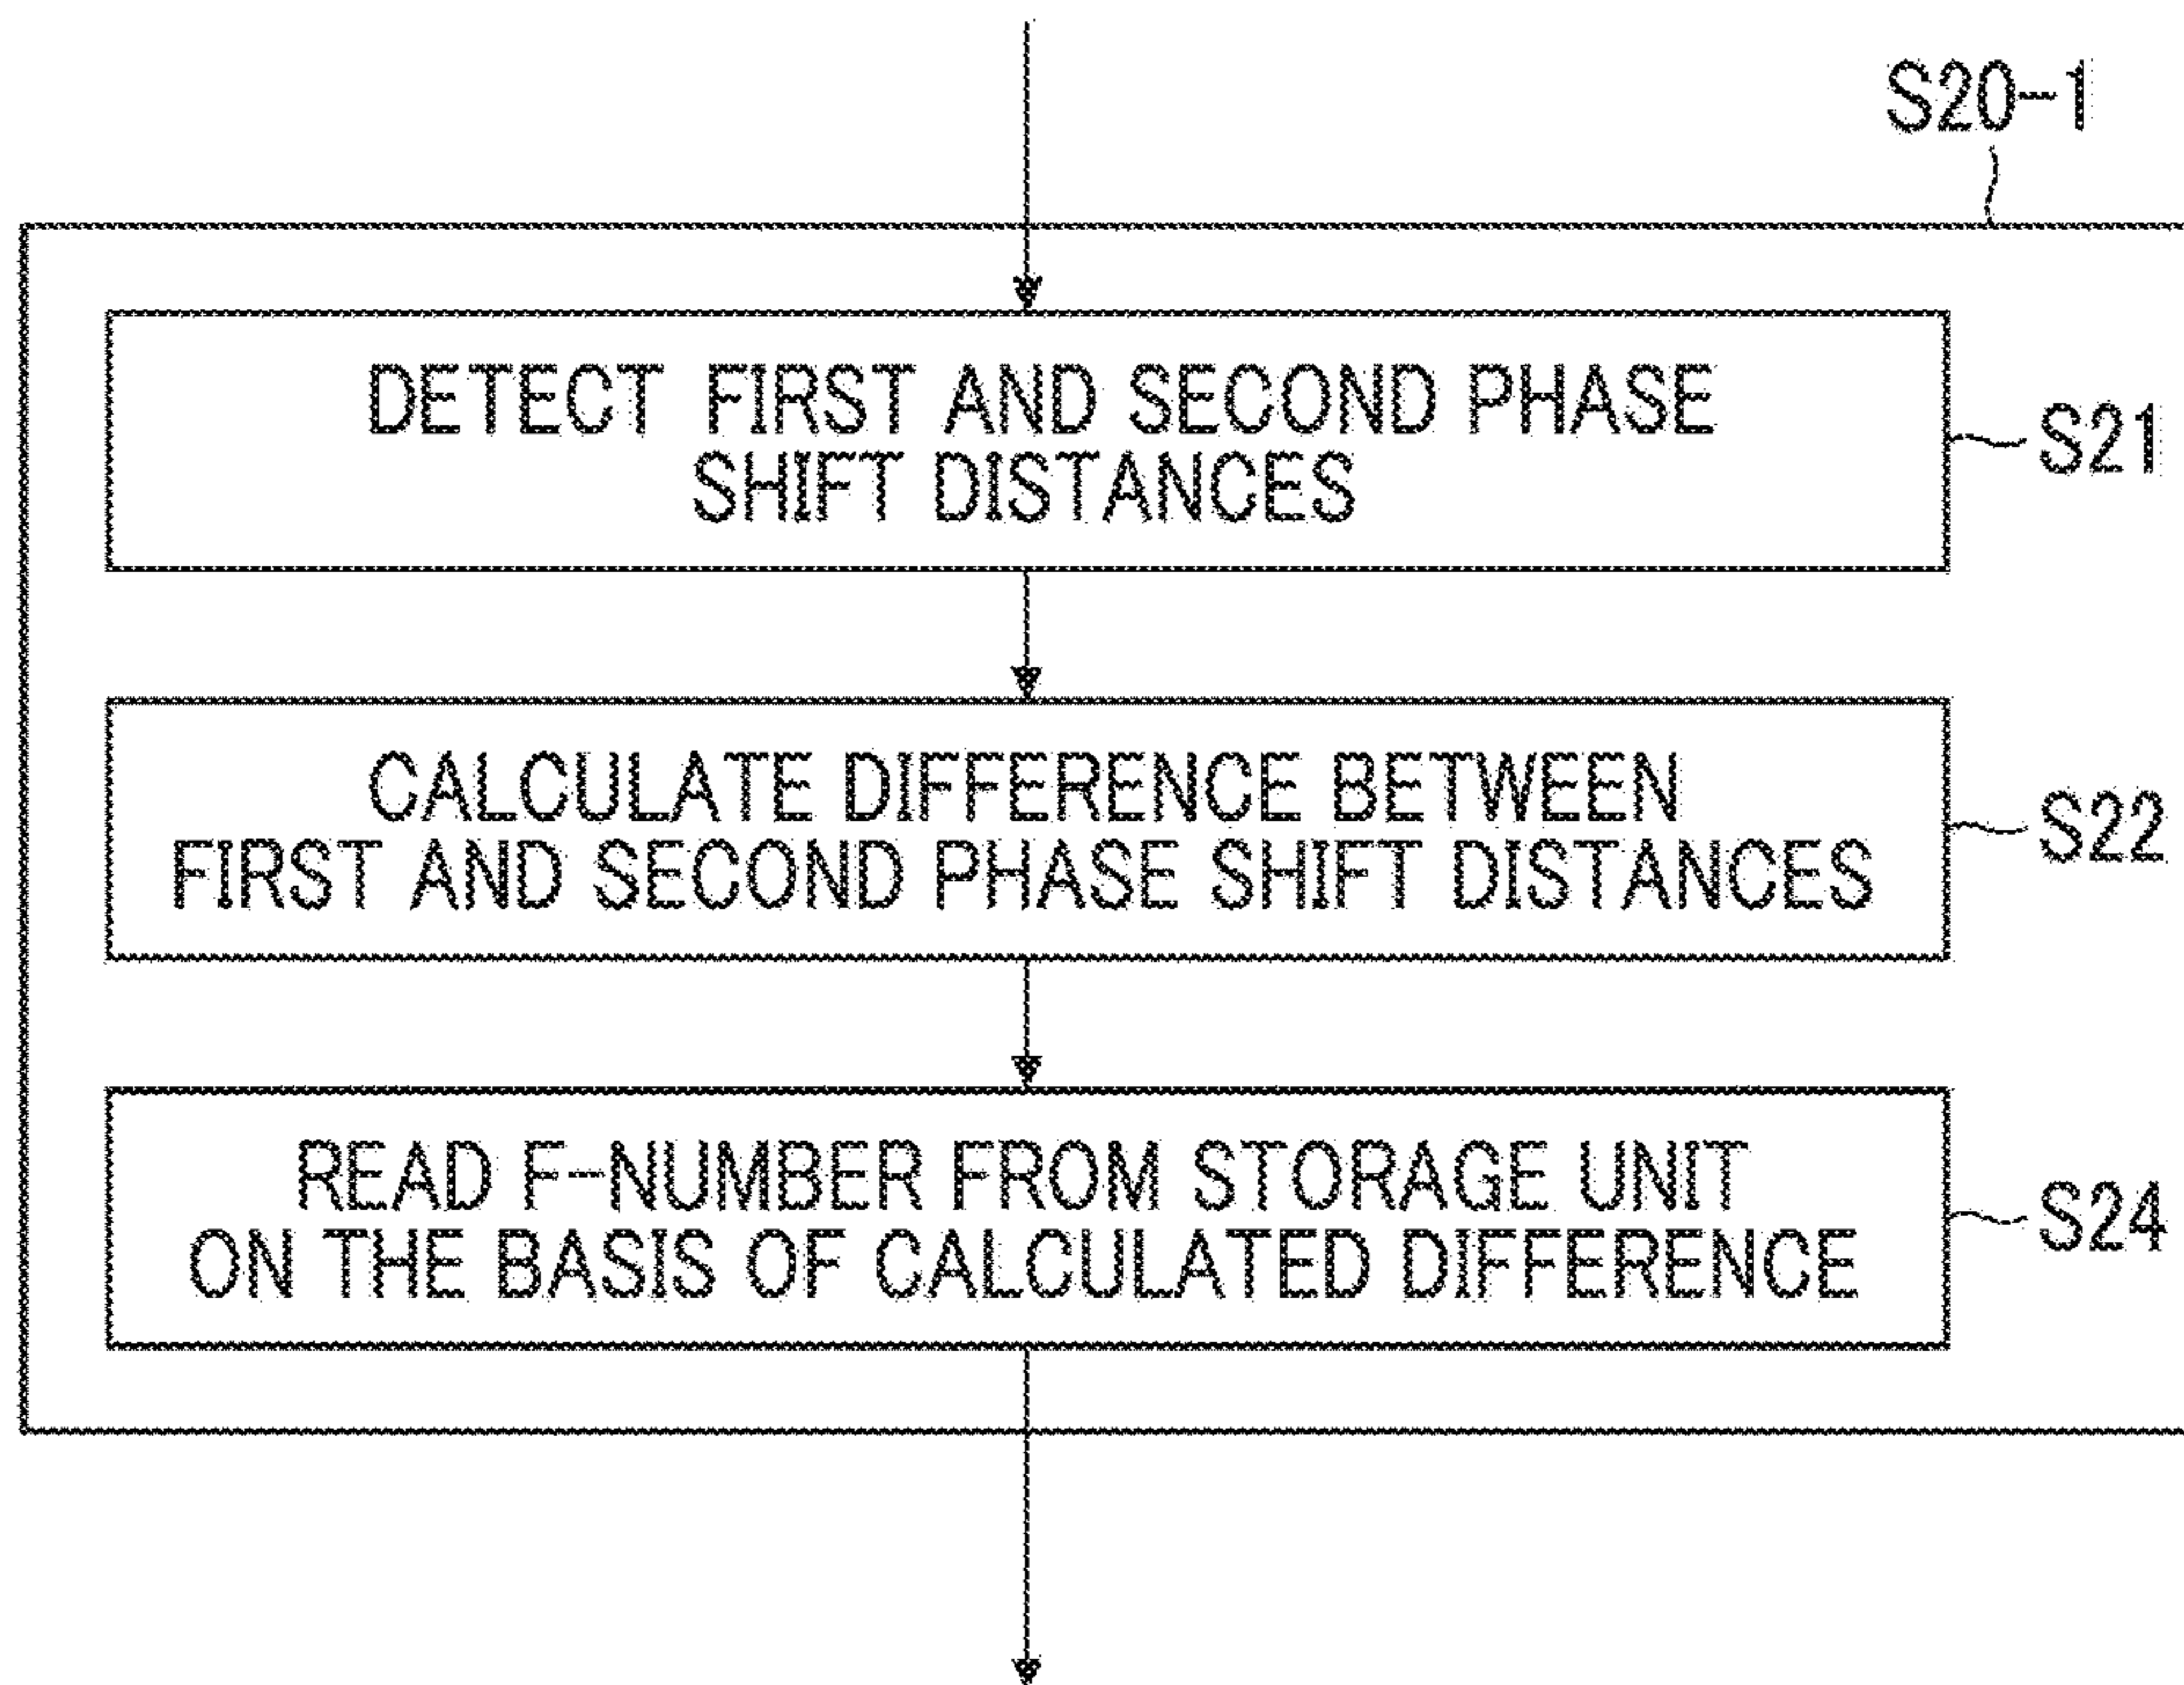 S20-1
DETECT FIRST AND SECOND PHASE
SHIFT DISTANCES
S21
CALCULATE DIFFERENCE BETWEEN
FIRST AND SECOND PHASE SHIFT DISTANCES
S22
READ F-NUMBER FROM STORAGE UNIT
ON THE BASIS OF CALCULATED DIFFERENCE
S24